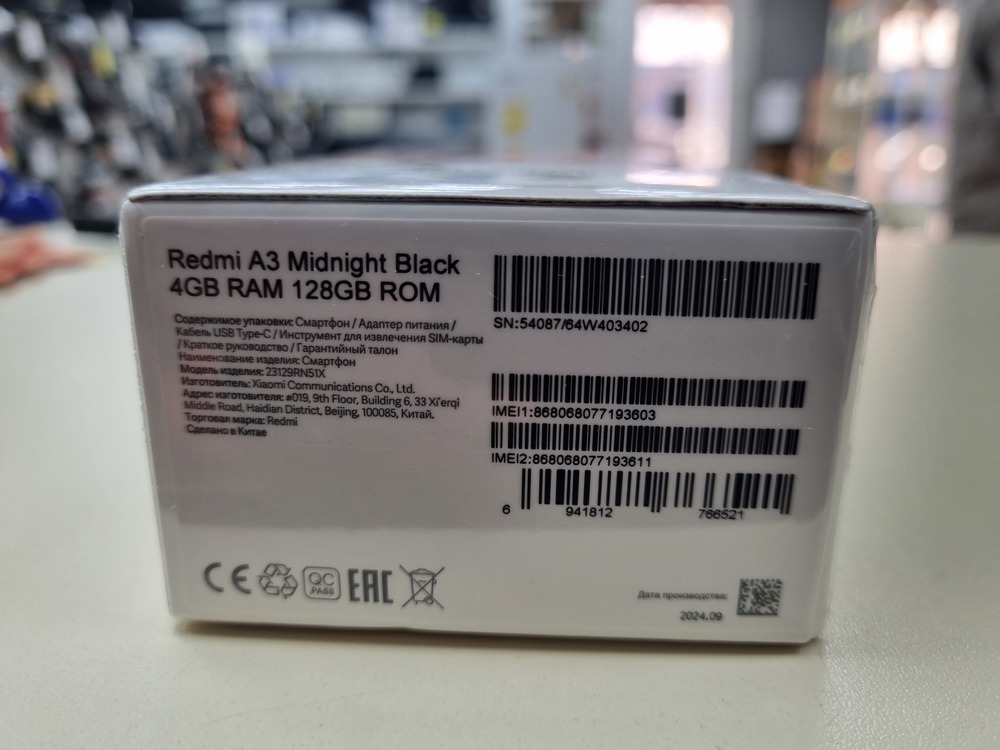 Redmi A3 Midnight Black
4GB RAM 128GB ROM
Содержимое упаковки: Смартфон / Адаптер питания /
Кабель USB Type-C / Инструмент для извлечения SIM-карты
/ Краткое руководство / Гарантийный талон
Наименование изделия: Смартфон
Модель изделия: 23129RN51X
Изготовитель: Xiaomi Communications Co., Ltd.
Адрес изготовителя: #019, 9th Floor, Building 6, 33 Xi'erqi
Middle Road, Haidian District, Beijing, 100085, Китай.
Торговая марка: Redmi
Сделано в Китае
SN:54087/64W403402
IMEI1:868068077193603
IMEI2:868068077193611
6 941812 766521
CE
QC
PASS
EAC
Дата производства:
2024.09